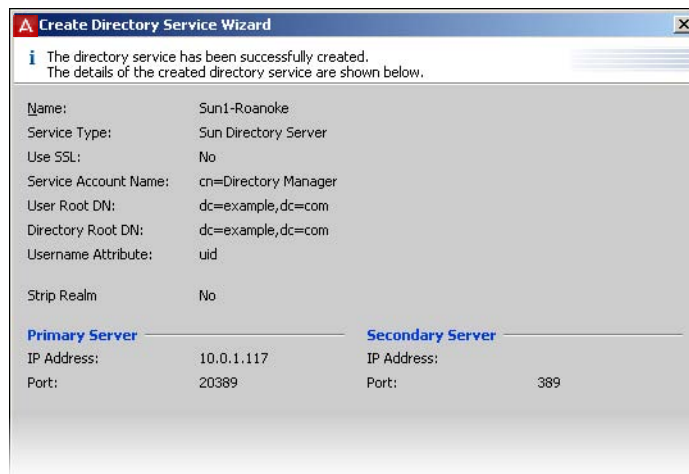 A Create Directory Service Wizard
i The directory service has been successfully created.
The details of the created directory service are shown below.
Name: Sun1-Roanoke
Service Type: Sun Directory Server
Use SSL: No
Service Account Name: cn=Directory Manager
User Root DN: dc=example,dc=com
Directory Root DN: dc=example,dc=com
Username Attribute: uid
Strip Realm No
Primary Server Secondary Server
IP Address: 10.0.1.117 IP Address:
Port: 20389 Port: 389